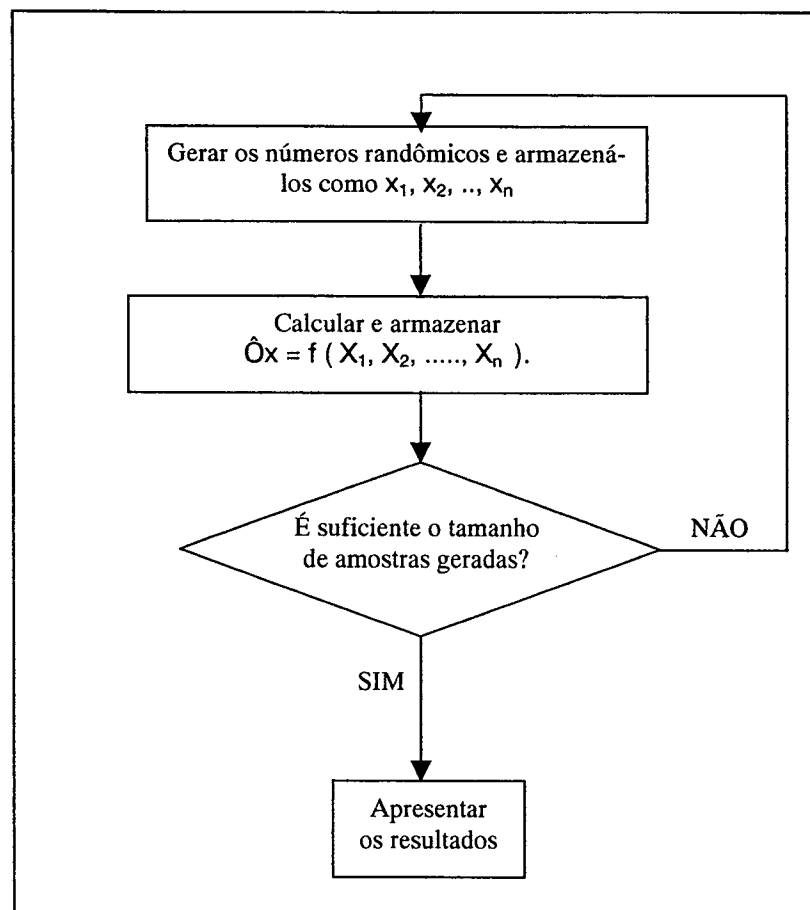 Gerar os números randômicos e armazená-
los como x₁, x₂, .., xₙ
Calcular e armazenar
Ôx = f ( X₁, X₂, ....., Xₙ ).
É suficiente o tamanho
de amostras geradas?
NÃO
SIM
Apresentar
os resultados